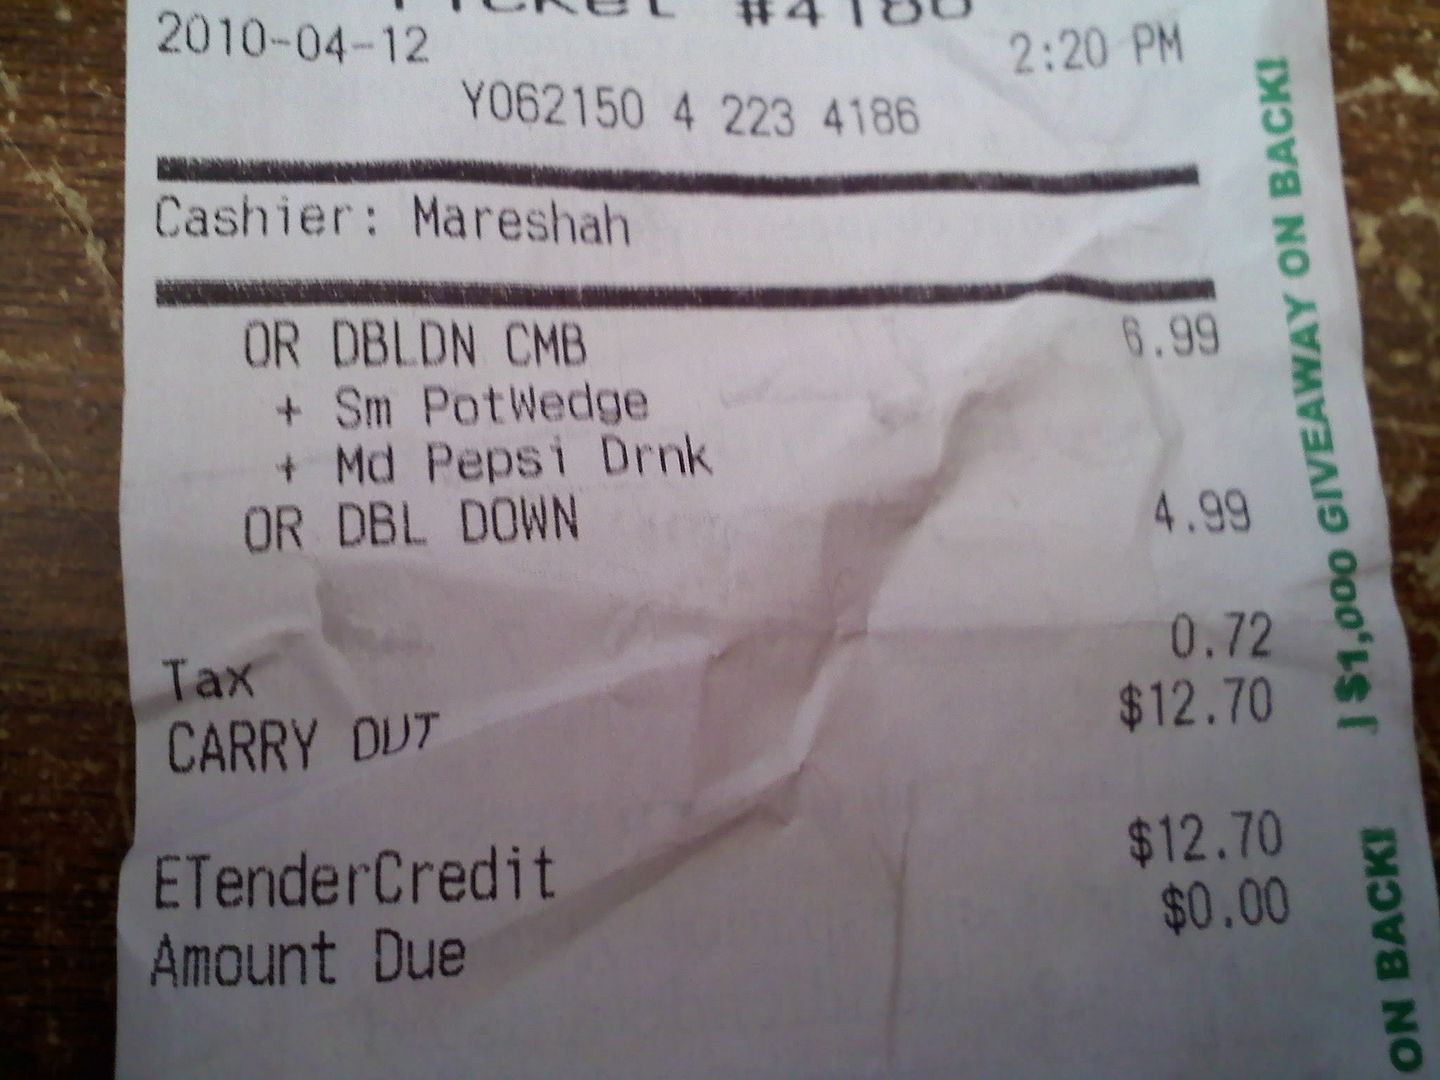 Ticket #4186
2010-04-12 2:20 PM
Y062150 4 223 4186
Cashier: Mareshah
OR DBLDN CMB 6.99
+ Sm PotWedge
+ Md Pepsi Drnk
OR DBL DOWN 4.99
Tax 0.72
CARRY OUT $12.70
ETenderCredit $12.70
Amount Due $0.00
$1,000 GIVEAWAY ON BACK!
ON BACK!